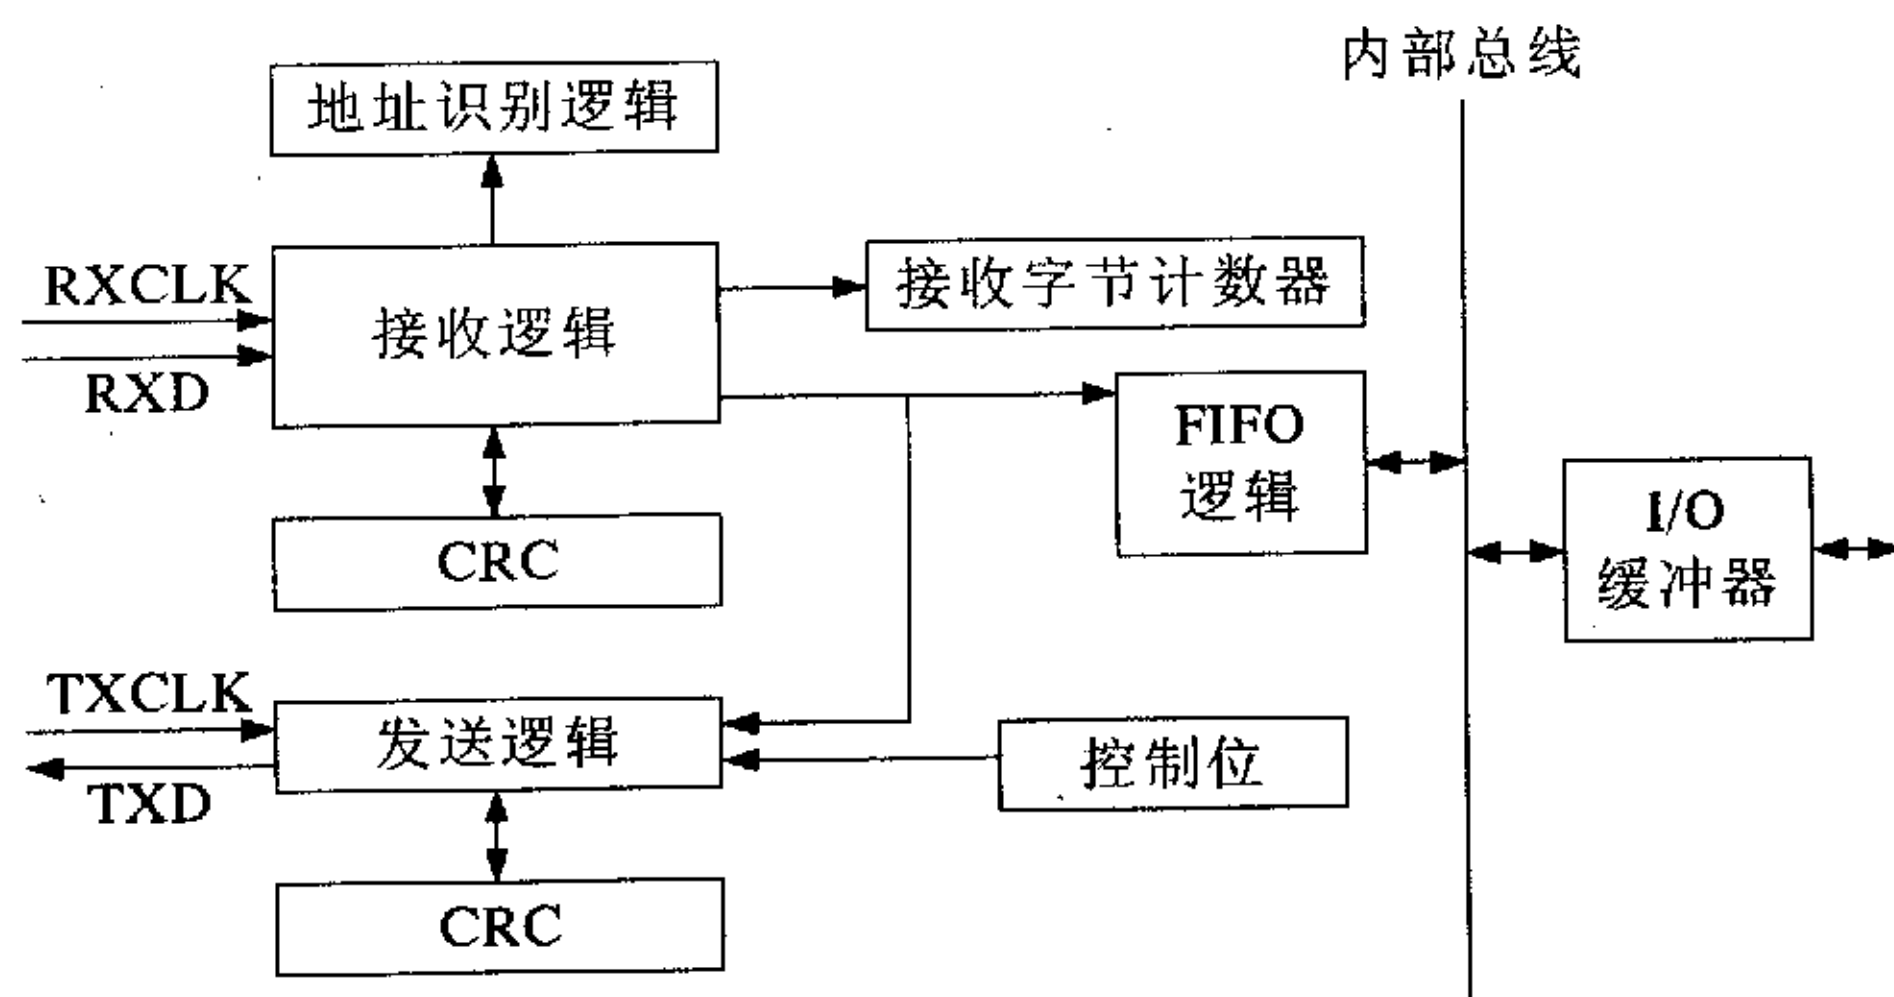 内部总线
地址识别逻辑
RXCLK
接收逻辑
接收字节计数器
RXD
FIFO
逻辑
I/O
缓冲器
CRC
TXCLK
发送逻辑
控制位
TXD
CRC